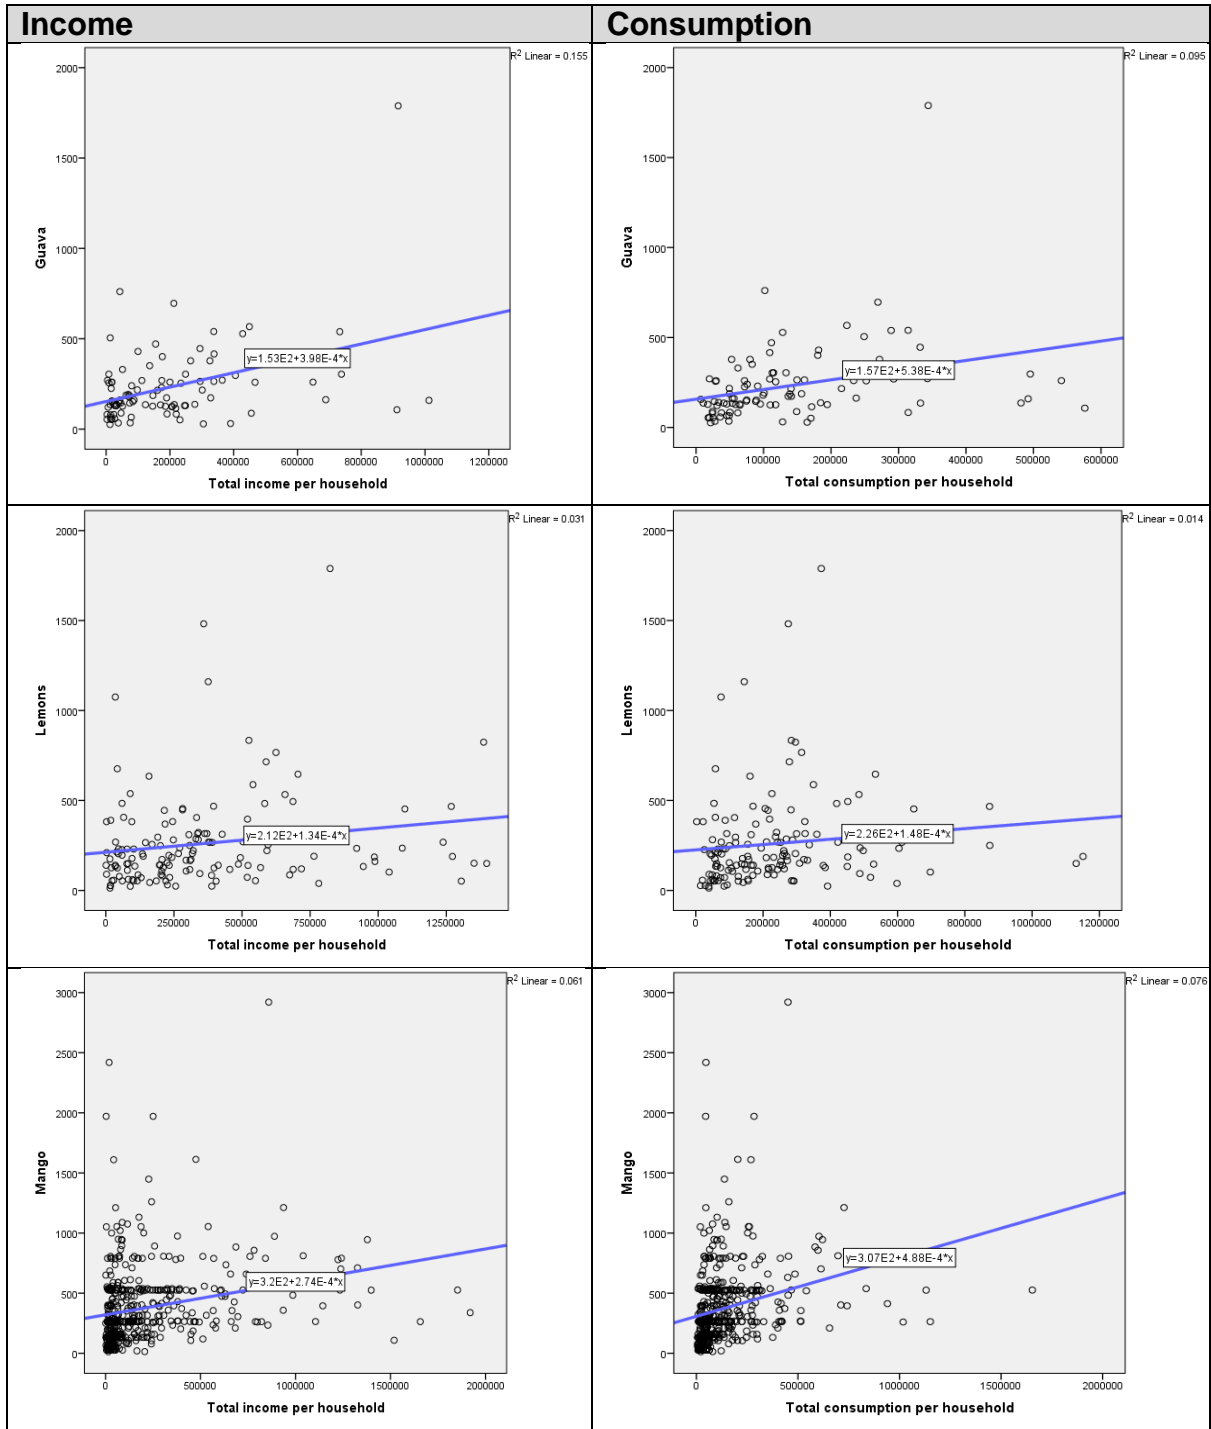 Income
Consumption
R2 Linear = 0.155
2000
1500
1000
500
0
Guava
y=1.53E2+3.98E-4*x
0 200000 400000 600000 800000 1000000 1200000
Total income per household
R2 Linear = 0.095
2000
1500
1000
500
0
Guava
y=1.57E2+5.38E-4*x
0 100000 200000 300000 400000 500000 600000
Total consumption per household
R2 Linear = 0.031
2000
1500
1000
500
0
Lemons
y=2.12E2+1.34E-4*x
0 250000 500000 750000 1000000 1250000
Total income per household
R2 Linear = 0.014
2000
1500
1000
500
0
Lemons
y=2.26E2+1.48E-4*x
0 200000 400000 600000 800000 1000000 1200000
Total consumption per household
R2 Linear = 0.061
3000
2500
2000
1500
1000
500
0
Mango
y=3.2E2+2.74E-4*x
0 500000 1000000 1500000 2000000
Total income per household
R2 Linear = 0.076
3000
2500
2000
1500
1000
500
0
Mango
y=3.07E2+4.88E-4*x
0 500000 1000000 1500000 2000000
Total consumption per household